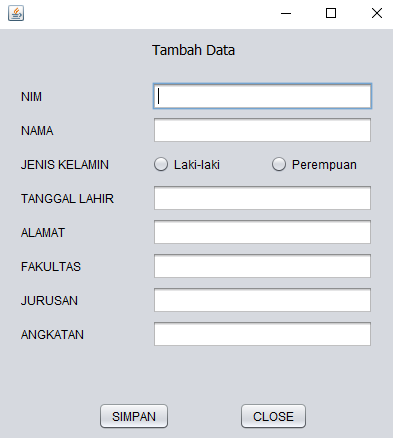 Tambah Data
NIM
NAMA
JENIS KELAMIN Laki-laki Perempuan
TANGGAL LAHIR
ALAMAT
FAKULTAS
JURUSAN
ANGKATAN
SIMPAN CLOSE